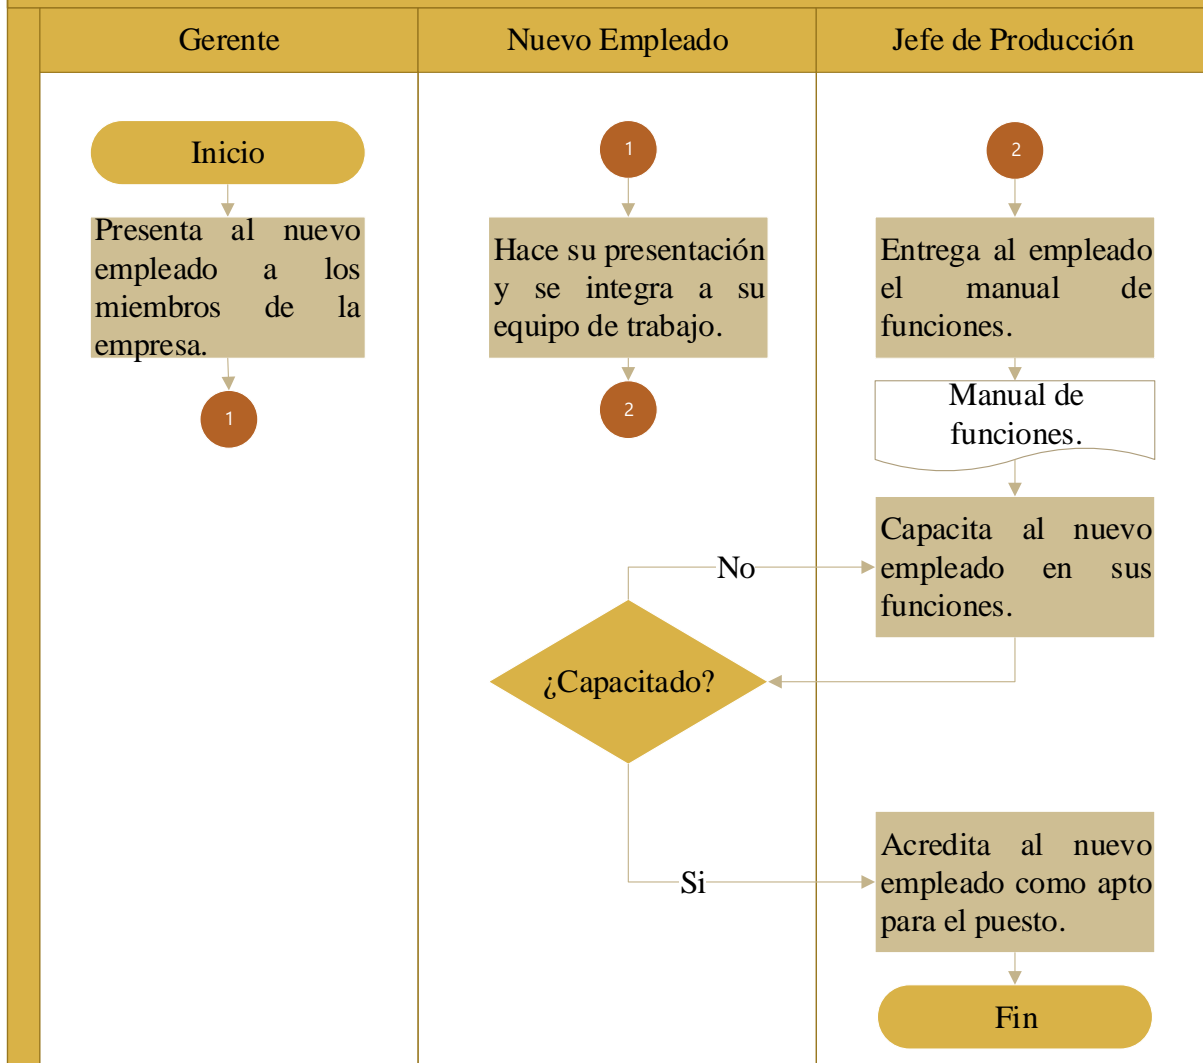 Gerente
Nuevo Empleado
Jefe de Producción
Inicio
Presenta al nuevo
empleado a los
miembros de la
empresa.
1
1
Hace su presentación
y se integra a su
equipo de trabajo.
2
2
Entrega al empleado
el manual de
funciones.
Manual de
funciones.
Capacita al nuevo
empleado en sus
funciones.
No
¿Capacitado?
Si
Acredita al nuevo
empleado como apto
para el puesto.
Fin